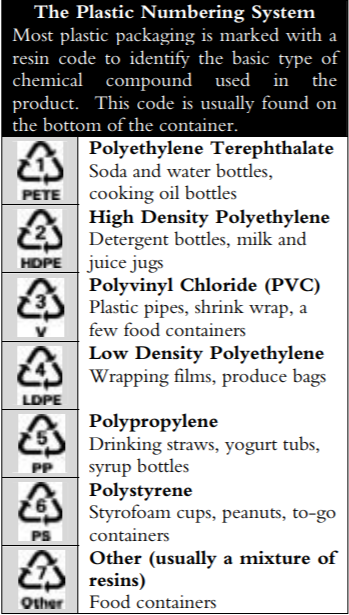 The Plastic Numbering System
Most plastic packaging is marked with a
resin code to identify the basic type of
chemical compound used in the
product. This code is usually found on
the bottom of the container.
1
PETE
Polyethylene Terephthalate
Soda and water bottles,
cooking oil bottles
2
HDPE
High Density Polyethylene
Detergent bottles, milk and
juice jugs
3
V
Polyvinyl Chloride (PVC)
Plastic pipes, shrink wrap, a
few food containers
4
LDPE
Low Density Polyethylene
Wrapping films, produce bags
5
PP
Polypropylene
Drinking straws, yogurt tubs,
syrup bottles
6
PS
Polystyrene
Styrofoam cups, peanuts, to-go
containers
7
Other
Other (usually a mixture of
resins)
Food containers